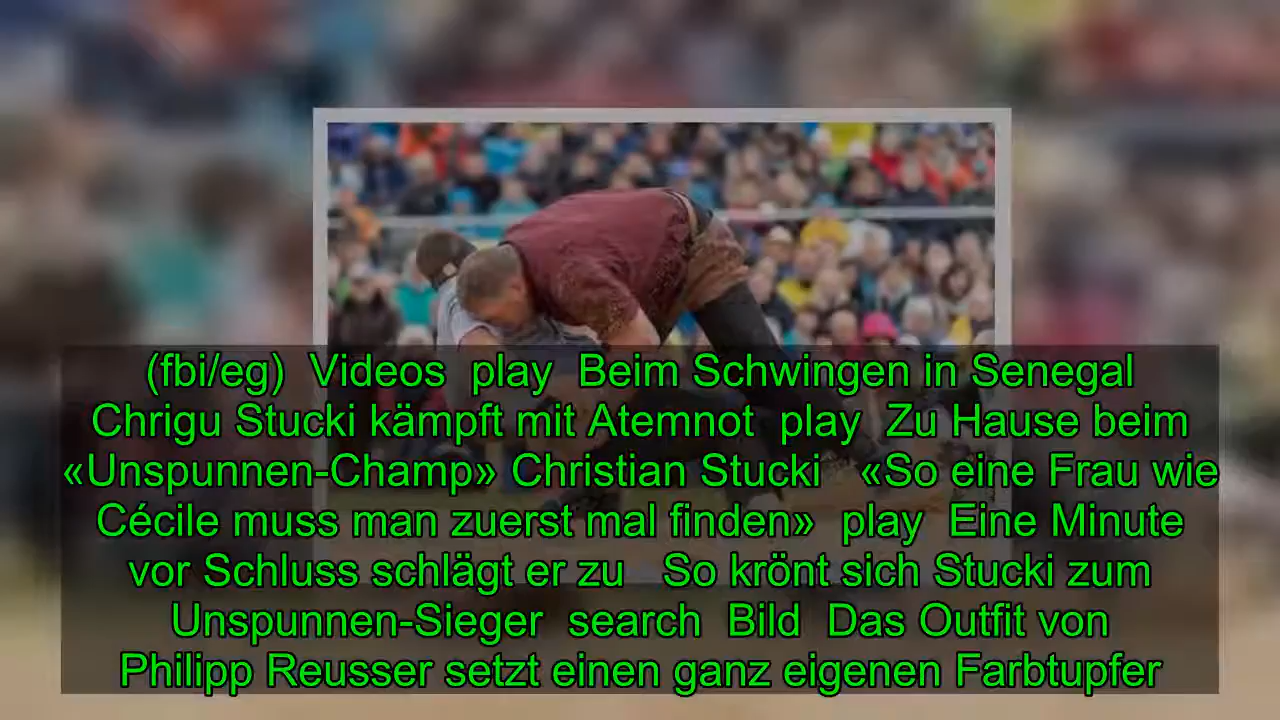 (fbi/eg)  Videos  play  Beim Schwingen in Senegal
Chrigu Stucki kämpft mit Atemnot  play  Zu Hause beim
«Unspunnen-Champ» Christian Stucki   «So eine Frau wie
Cécile muss man zuerst mal finden»  play  Eine Minute
vor Schluss schlägt er zu   So krönt sich Stucki zum
Unspunnen-Sieger  search  Bild  Das Outfit von
Philipp Reusser setzt einen ganz eigenen Farbtupfer